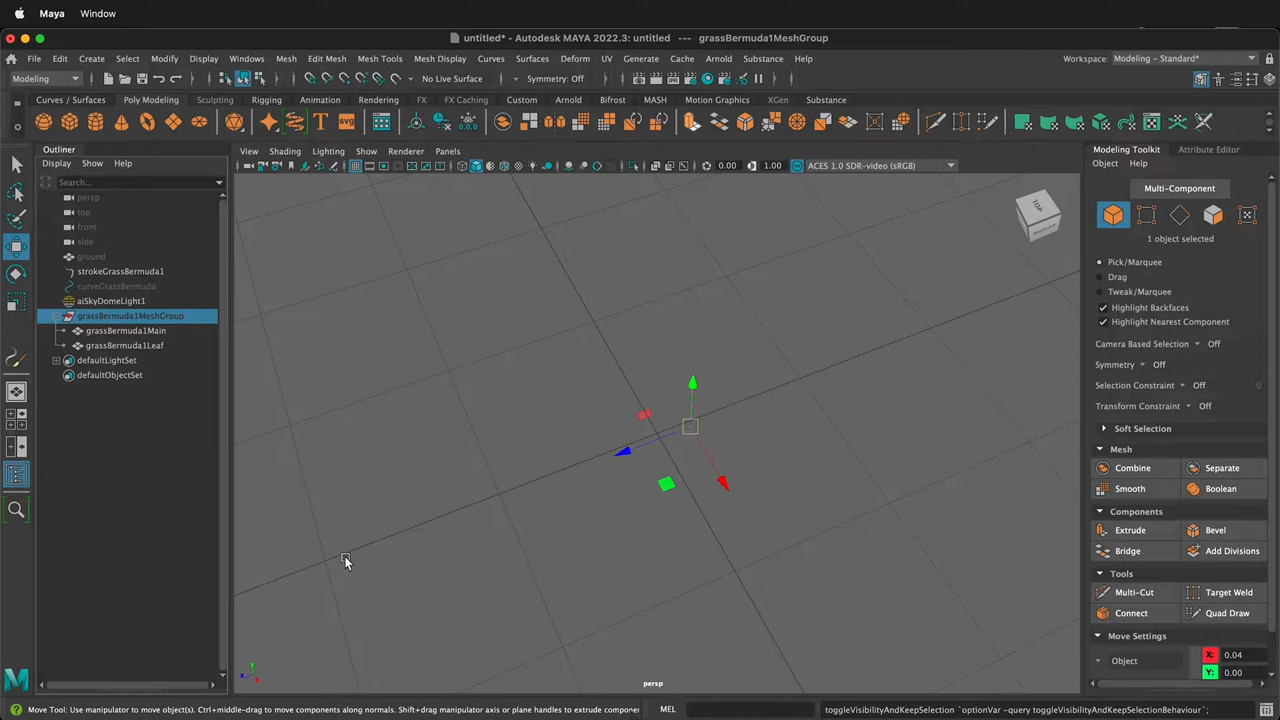 Maya Window
untitled* - Autodesk MAYA 2022.3: untitled --- grassBermuda1MeshGroup
File Edit Create Select Modify Display Windows Mesh Edit Mesh Mesh Tools Mesh Display Curves Surfaces Deform UV Generate Cache Arnold Substance Help
Workspace: Modeling - Standard*
Modeling No Live Surface Symmetry: Off
Curves / Surfaces Poly Modeling Sculpting Rigging Animation Rendering FX FX Caching Custom Arnold Bifrost MASH Motion Graphics XGen Substance
T svg 0,0,0
Outliner
Display Show Help
Search...
persp
top
front
side
ground
strokeGrassBermuda1
curveGrassBermuda
aiSkyDomeLight1
grassBermuda1MeshGroup
grassBermuda1Main
grassBermuda1Leaf
defaultLightSet
defaultObjectSet
View Shading Lighting Show Renderer Panels
0.00 1.00 ACES 1.0 SDR-video (sRGB)
TOP
persp
Modeling Toolkit Attribute Editor
Object Help
Multi-Component
1 object selected
Pick/Marquee
Drag
Tweak/Marquee
Highlight Backfaces
Highlight Nearest Component
Camera Based Selection Off
Symmetry Off
Selection Constraint Off 0
Transform Constraint Off
Soft Selection
Mesh
Combine Separate
Smooth Boolean
Components
Extrude Bevel
Bridge Add Divisions
Tools
Multi-Cut Target Weld
Connect Quad Draw
Move Settings
Object X: 0.04
Y: 0.00
Move Tool: Use manipulator to move object(s). Ctrl+middle-drag to move components along normals. Shift+drag manipulator axis or plane handles to extrude componer
MEL
toggleVisibilityAndKeepSelection `optionVar -query toggleVisibilityAndKeepSelectionBehaviour`;